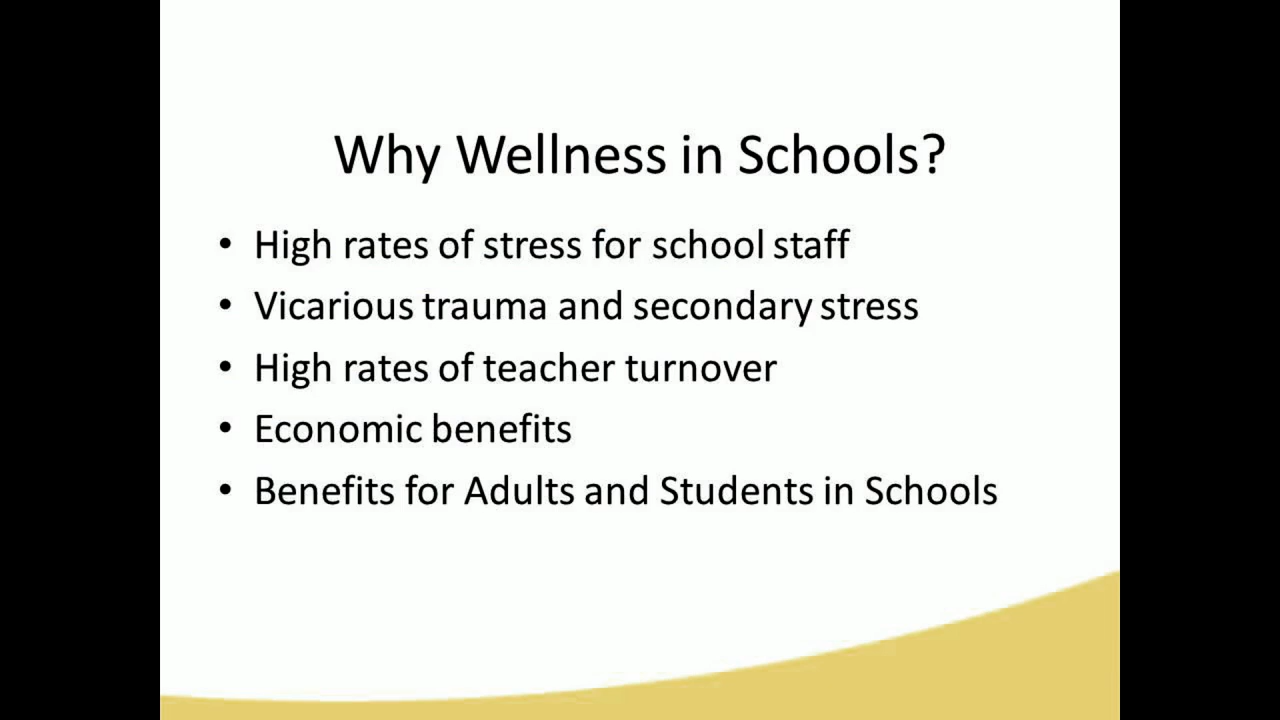 Why Wellness in Schools?
• High rates of stress for school staff
• Vicarious trauma and secondary stress
• High rates of teacher turnover
• Economic benefits
• Benefits for Adults and Students in Schools